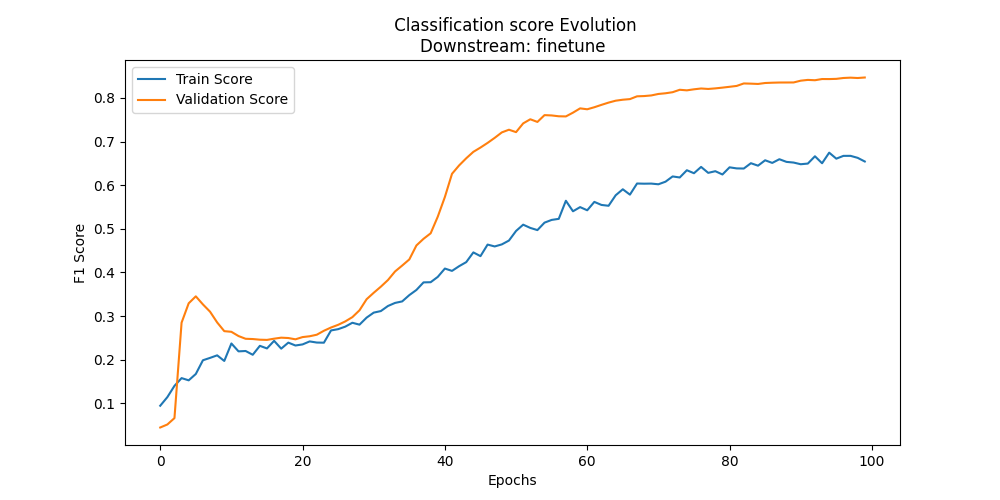 Classification score Evolution
Downstream: finetune
Train Score
Validation Score
F1 Score
0.8
0.7
0.6
0.5
0.4
0.3
0.2
0.1
0 20 40 60 80 100
Epochs